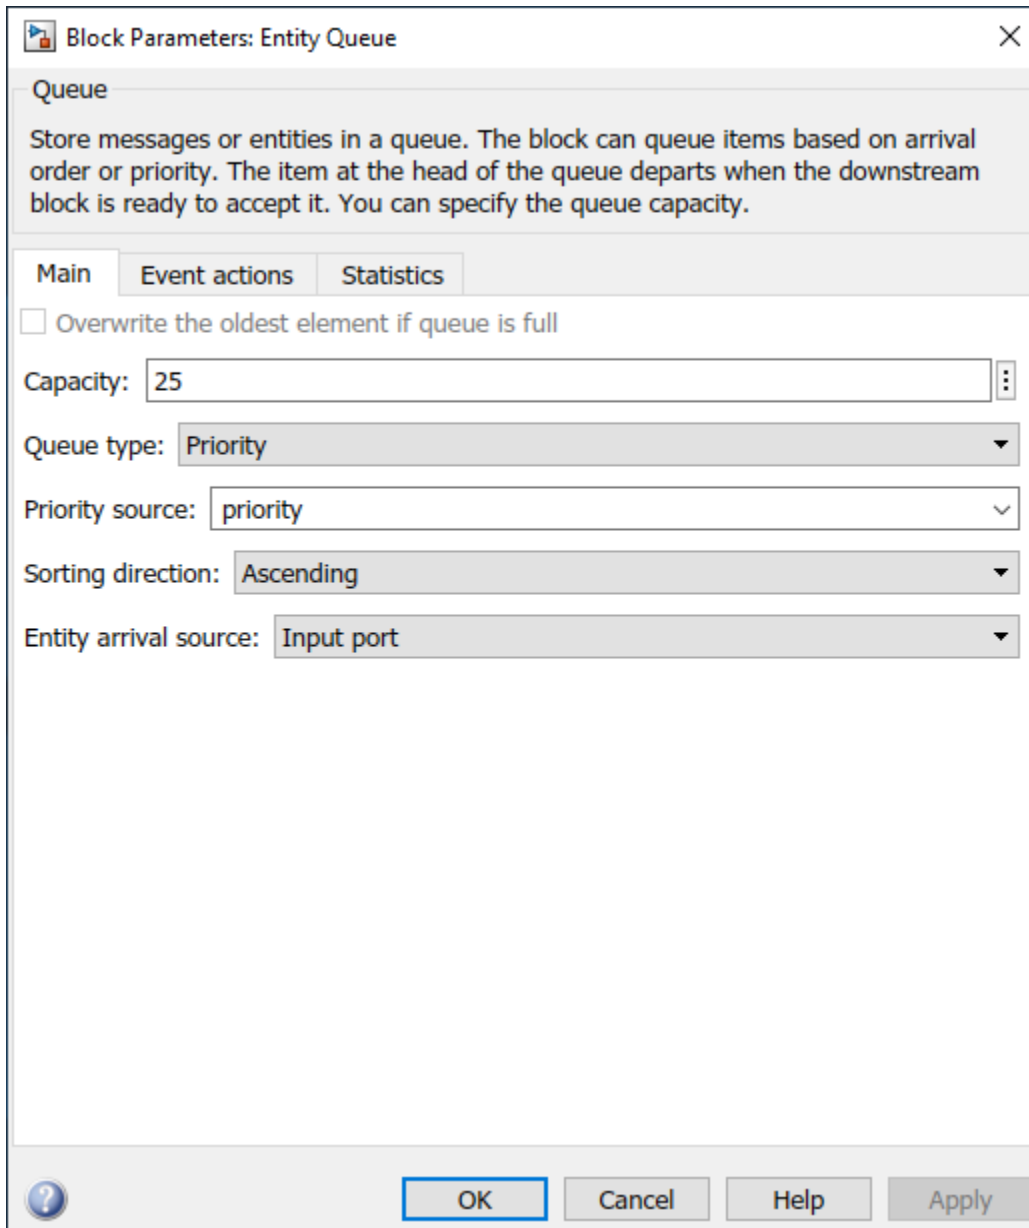 Block Parameters: Entity Queue
Queue
Store messages or entities in a queue. The block can queue items based on arrival
order or priority. The item at the head of the queue departs when the downstream
block is ready to accept it. You can specify the queue capacity.
Main Event actions Statistics
Overwrite the oldest element if queue is full
Capacity: 25
Queue type: Priority
Priority source: priority
Sorting direction: Ascending
Entity arrival source: Input port
? OK Cancel Help Apply